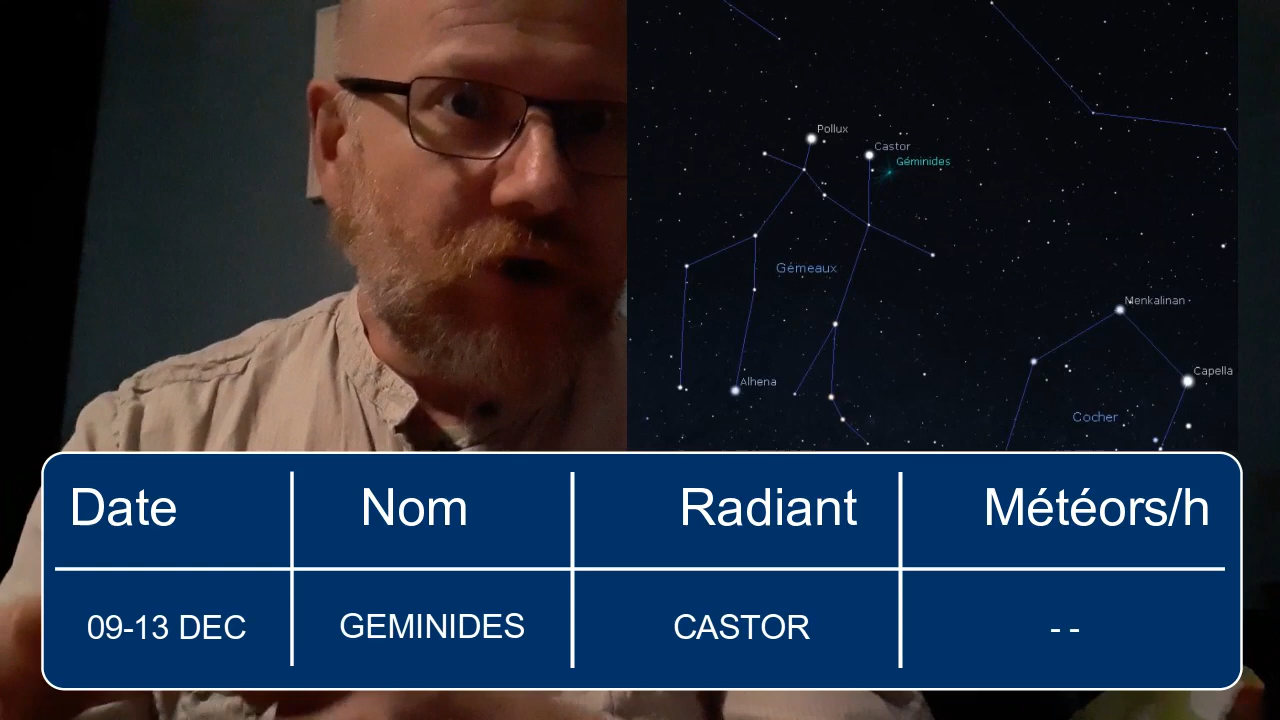 Pollux
Castor
Géminides
Gémeaux
Menkalinan
Alhena
Capella
Cocher
Date Nom Radiant Météors/h
09-13 DEC GEMINIDES CASTOR - -